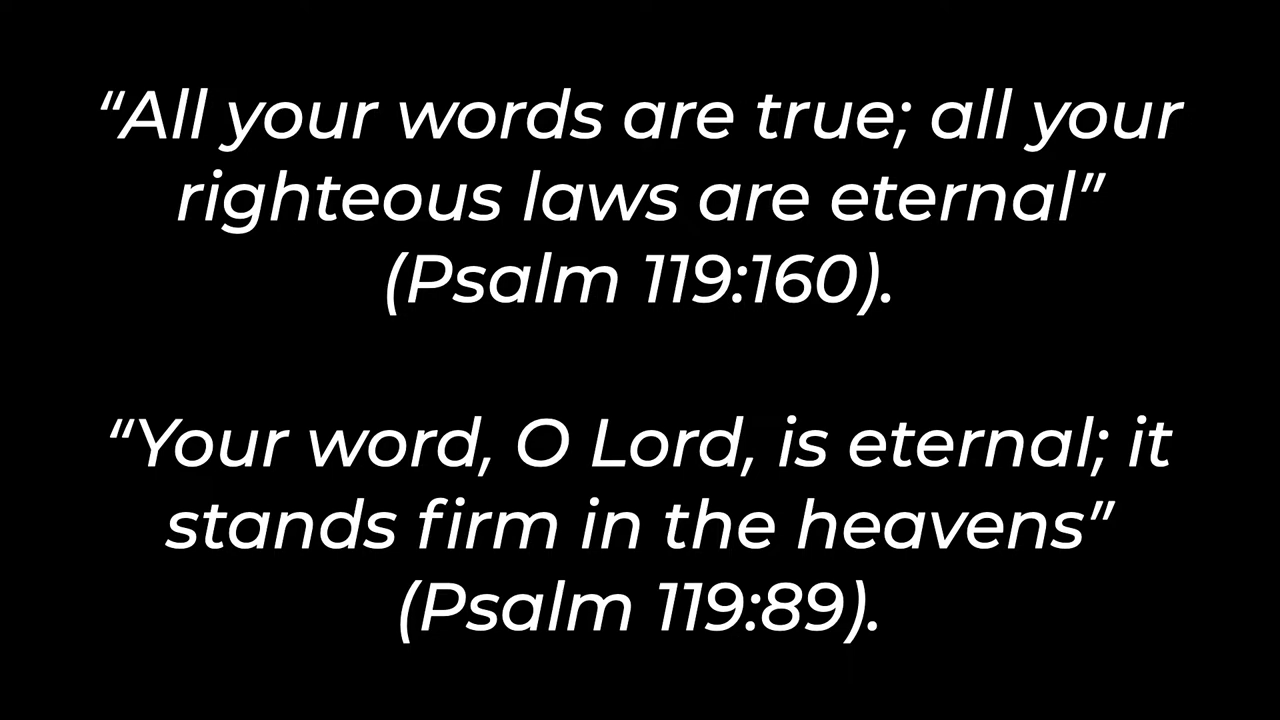 “All your words are true; all your
righteous laws are eternal”
(Psalm 119:160).
“Your word, O Lord, is eternal; it
stands firm in the heavens”
(Psalm 119:89).